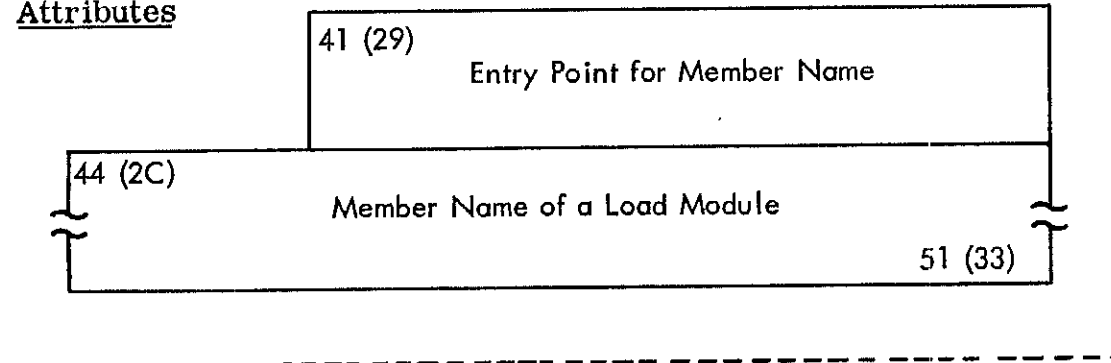 Attributes
41 (29)
Entry Point for Member Name
44 (2C)
Member Name of a Load Module
51 (33)